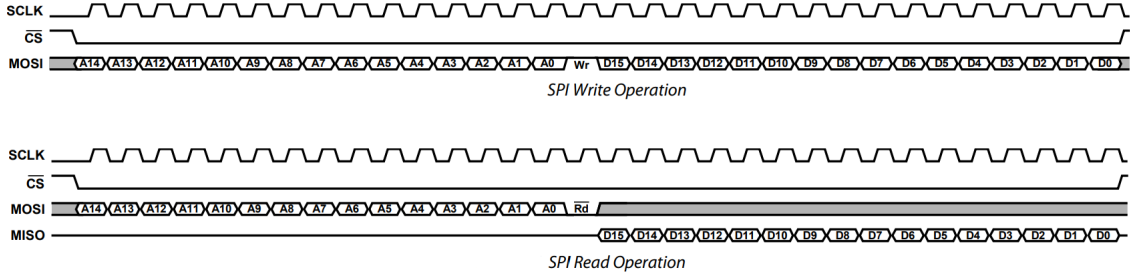 SCLK
CS
MOSI A14 A13 A12 A11 A10 A9 A8 A7 A6 A5 A4 A3 A2 A1 A0 Wr D15 D14 D13 D12 D11 D10 D9 D8 D7 D6 D5 D4 D3 D2 D1 D0
SPI Write Operation
SCLK
CS
MOSI A14 A13 A12 A11 A10 A9 A8 A7 A6 A5 A4 A3 A2 A1 A0 Rd
MISO D15 D14 D13 D12 D11 D10 D9 D8 D7 D6 D5 D4 D3 D2 D1 D0
SPI Read Operation